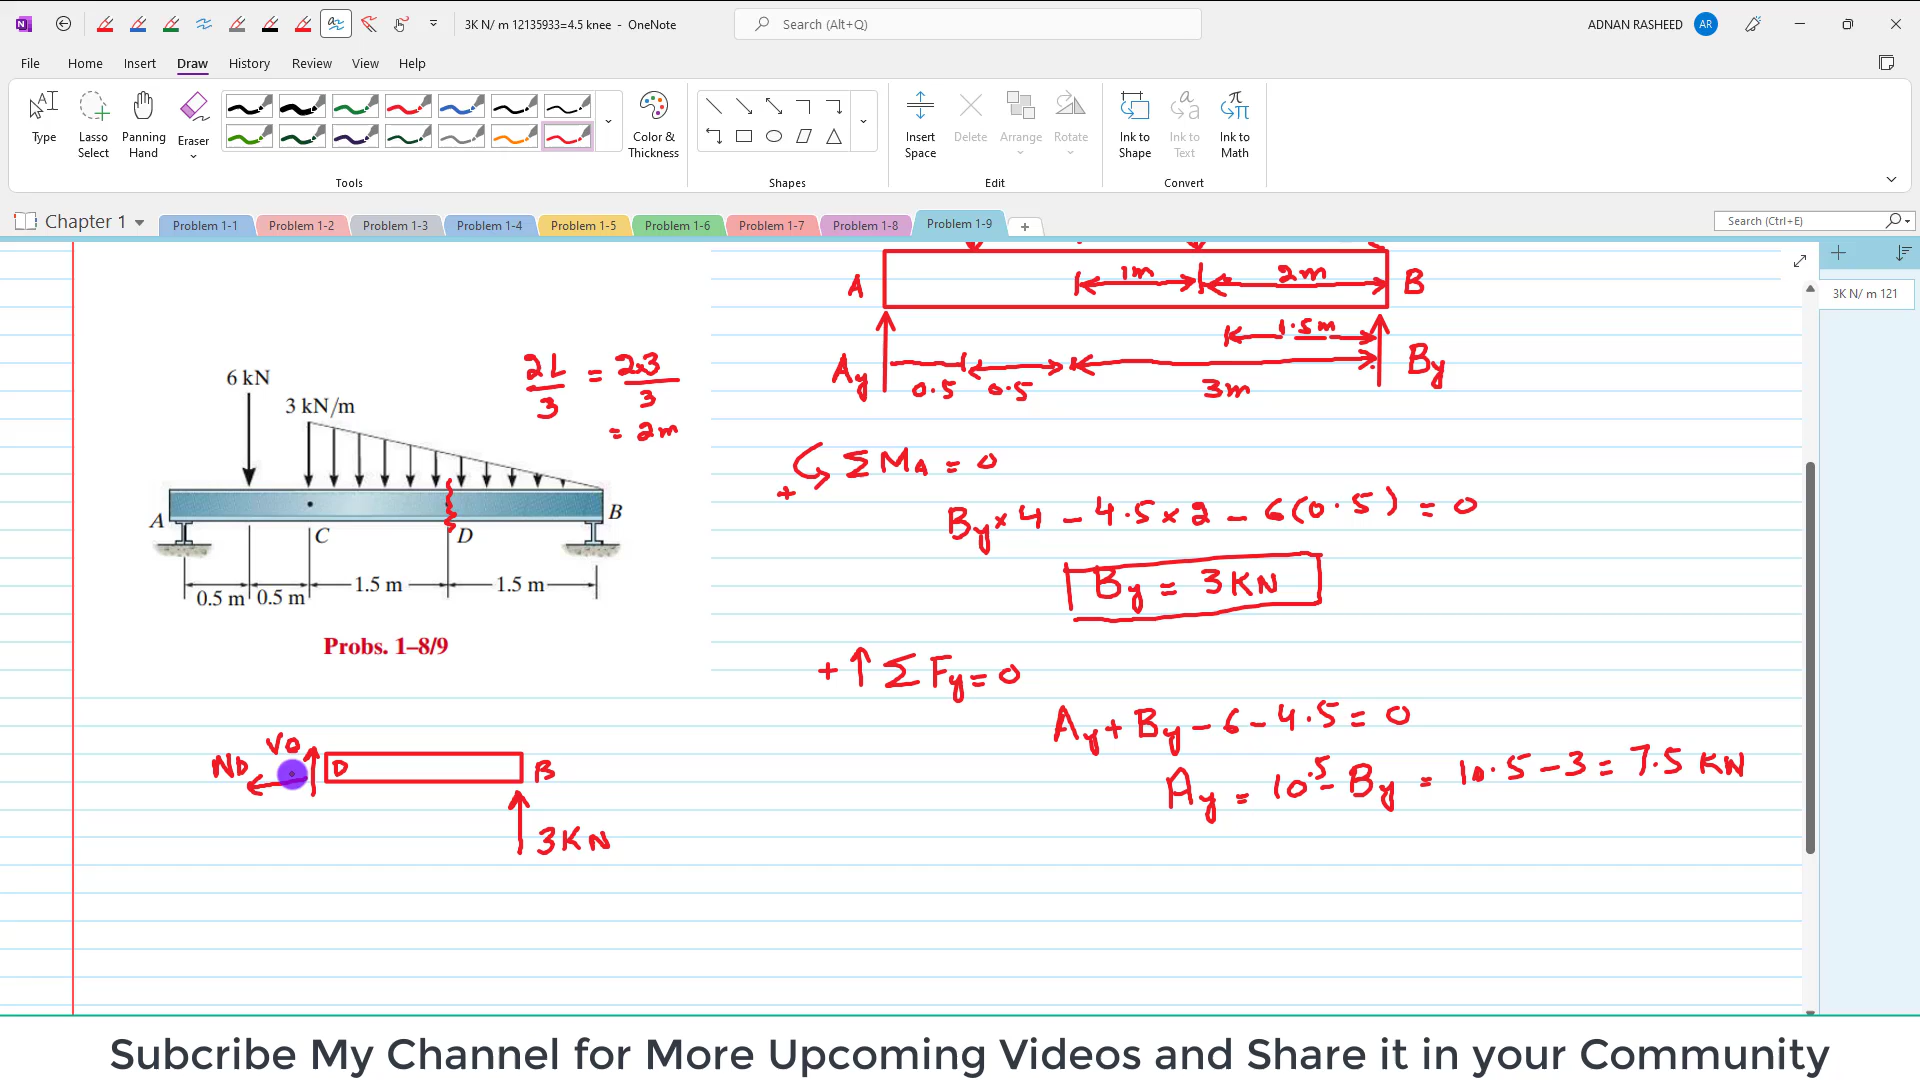 3K N/ m 12135933=4.5 knee - OneNote
Search (Alt+Q)
ADNAN RASHEED
AR
File Home Insert Draw History Review View Help
Type
Lasso Select
Panning Hand
Eraser
Color & Thickness
Insert Space
Delete
Arrange
Rotate
Ink to Shape
Ink to Text
Ink to Math
Tools
Shapes
Edit
Convert
Chapter 1
Problem 1-1
Problem 1-2
Problem 1-3
Problem 1-4
Problem 1-5
Problem 1-6
Problem 1-7
Problem 1-8
Problem 1-9
Search (Ctrl+E)
3K N/ m 121
6 kN
3 kN/m
A
C
D
B
0.5 m
0.5 m
1.5 m
1.5 m
Probs. 1–8/9
2L/3 = 2×3/3
= 2m
A
1m
2m
B
1.5m
Ay
0.5
0.5
3m
By
+ ΣMA = 0
By×4 - 4.5×2 - 6(0.5) = 0
By = 3KN
+↑ΣFy=0
Ay+By-6-4.5=0
Ay = 10.5-By = 10.5-3=7.5 KN
VD
ND
D
B
3KN
Subcribe My Channel for More Upcoming Videos and Share it in your Community